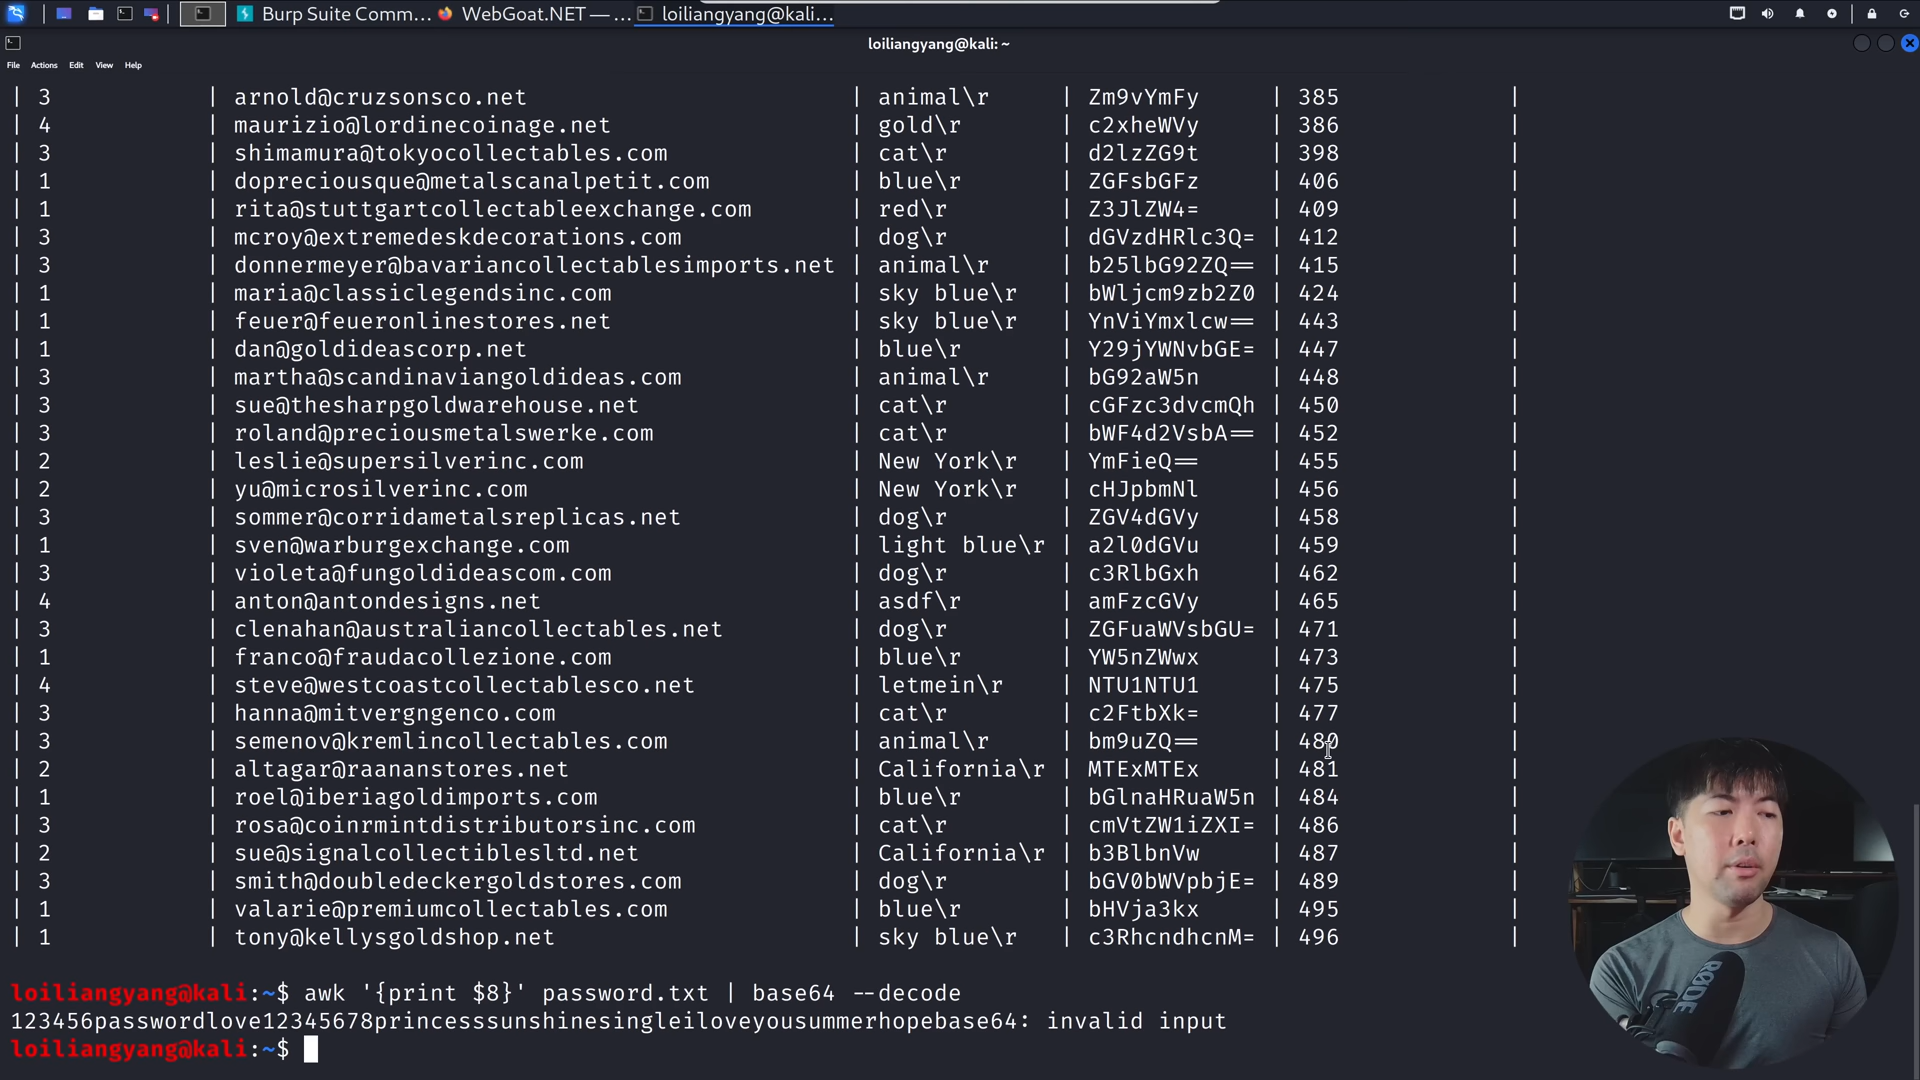 Burp Suite Comm... WebGoat.NET — ... loiliangyang@kali...
loiliangyang@kali: ~
File Actions Edit View Help
| 3 | arnold@cruzsonsco.net | animal\r | Zm9vYmFy | 385 |
| 4 | maurizio@lordinecoinage.net | gold\r | c2xheWVy | 386 |
| 3 | shimamura@tokyocollectables.com | cat\r | d2lzZG9t | 398 |
| 1 | dopreciousque@metalscanalpetit.com | blue\r | ZGFsbGFz | 406 |
| 1 | rita@stuttgartcollectableexchange.com | red\r | Z3JlZW4= | 409 |
| 3 | mcroy@extremedeskdecorations.com | dog\r | dGVzdHRlc3Q= | 412 |
| 3 | donnermeyer@bavariancollectablesimports.net | animal\r | b25lbG92ZQ== | 415 |
| 1 | maria@classiclegendsinc.com | sky blue\r | bWljcm9zb2Z0 | 424 |
| 1 | feuer@feueronlinestores.net | sky blue\r | YnViYmxlcw== | 443 |
| 1 | dan@goldideascorp.net | blue\r | Y29jYWNvbGE= | 447 |
| 3 | martha@scandinaviangoldideas.com | animal\r | bG92aW5n | 448 |
| 3 | sue@thesharpgoldwarehouse.net | cat\r | cGFzc3dvcmQh | 450 |
| 3 | roland@preciousmetalswerke.com | cat\r | bWF4d2VsbA== | 452 |
| 2 | leslie@supersilverinc.com | New York\r | YmFieQ== | 455 |
| 2 | yu@microsilverinc.com | New York\r | cHJpbmNl | 456 |
| 3 | sommer@corridametalsreplicas.net | dog\r | ZGV4dGVy | 458 |
| 1 | sven@warburgexchange.com | light blue\r | a2l0dGVu | 459 |
| 3 | violeta@fungoldideascom.com | dog\r | c3RlbGxh | 462 |
| 4 | anton@antondesigns.net | asdf\r | amFzcGVy | 465 |
| 3 | clenahan@australiancollectables.net | dog\r | ZGFuaWVsbGU= | 471 |
| 1 | franco@fraudacollezione.com | blue\r | YW5nZWwx | 473 |
| 4 | steve@westcoastcollectablesco.net | letmein\r | NTU1NTU1 | 475 |
| 3 | hanna@mitvergngenco.com | cat\r | c2FtbXk= | 477 |
| 3 | semenov@kremlincollectables.com | animal\r | bm9uZQ== | 480 |
| 2 | altagar@raananstores.net | California\r | MTExMTEx | 481 |
| 1 | roel@iberiagoldimports.com | blue\r | bGlnaHRuaW5n | 484 |
| 3 | rosa@coinrmintdistributorsinc.com | cat\r | cmVtZW1iZXI= | 486 |
| 2 | sue@signalcollectiblesltd.net | California\r | b3BlbnVw | 487 |
| 3 | smith@doubledeckergoldstores.com | dog\r | bGV0bWVpbjE= | 489 |
| 1 | valarie@premiumcollectables.com | blue\r | bHVja3kx | 495 |
| 1 | tony@kellysgoldshop.net | sky blue\r | c3RhcndhcnM= | 496 |
loiliangyang@kali:~$ awk '{print $8}' password.txt | base64 --decode
123456passwordlove12345678princesssunshinesingleiloveyousummerhopebase64: invalid input
loiliangyang@kali:~$
RØDE